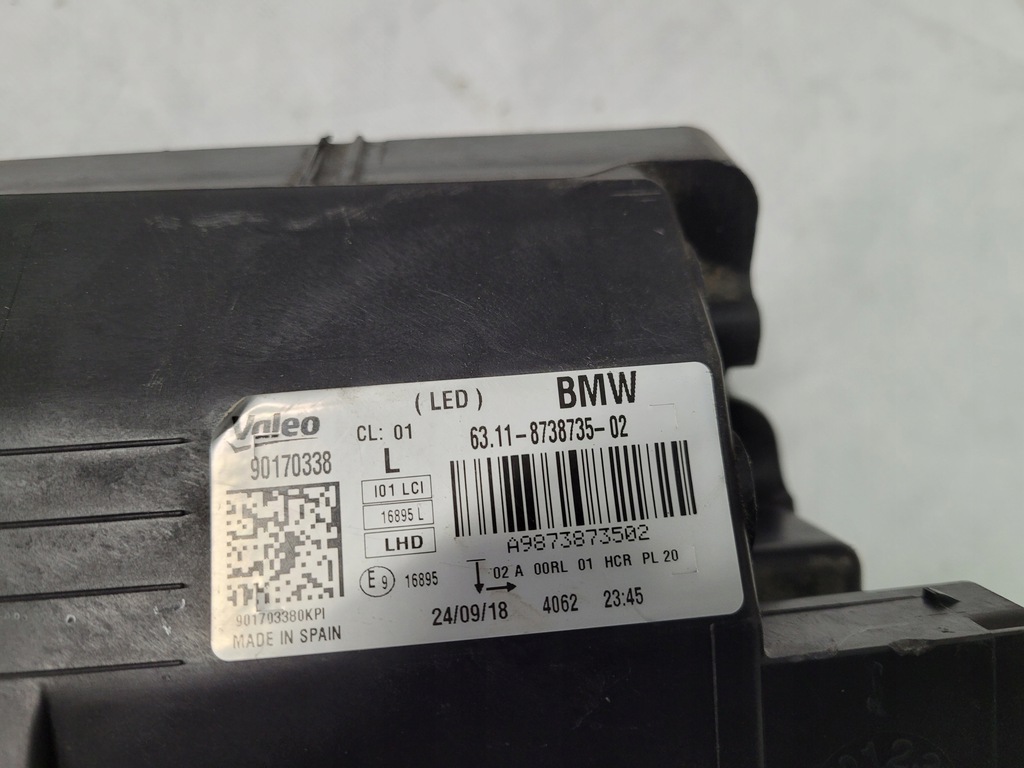 ( LED ) BMW
Valeo CL: 01 63.11-8738735-02
90170338 L
I01 LCI
16895 L
LHD
A9873873502
E9 16895
02 A 00RL 01 HCR PL 20
901703380KPI
24/09/18 4062 23:45
MADE IN SPAIN